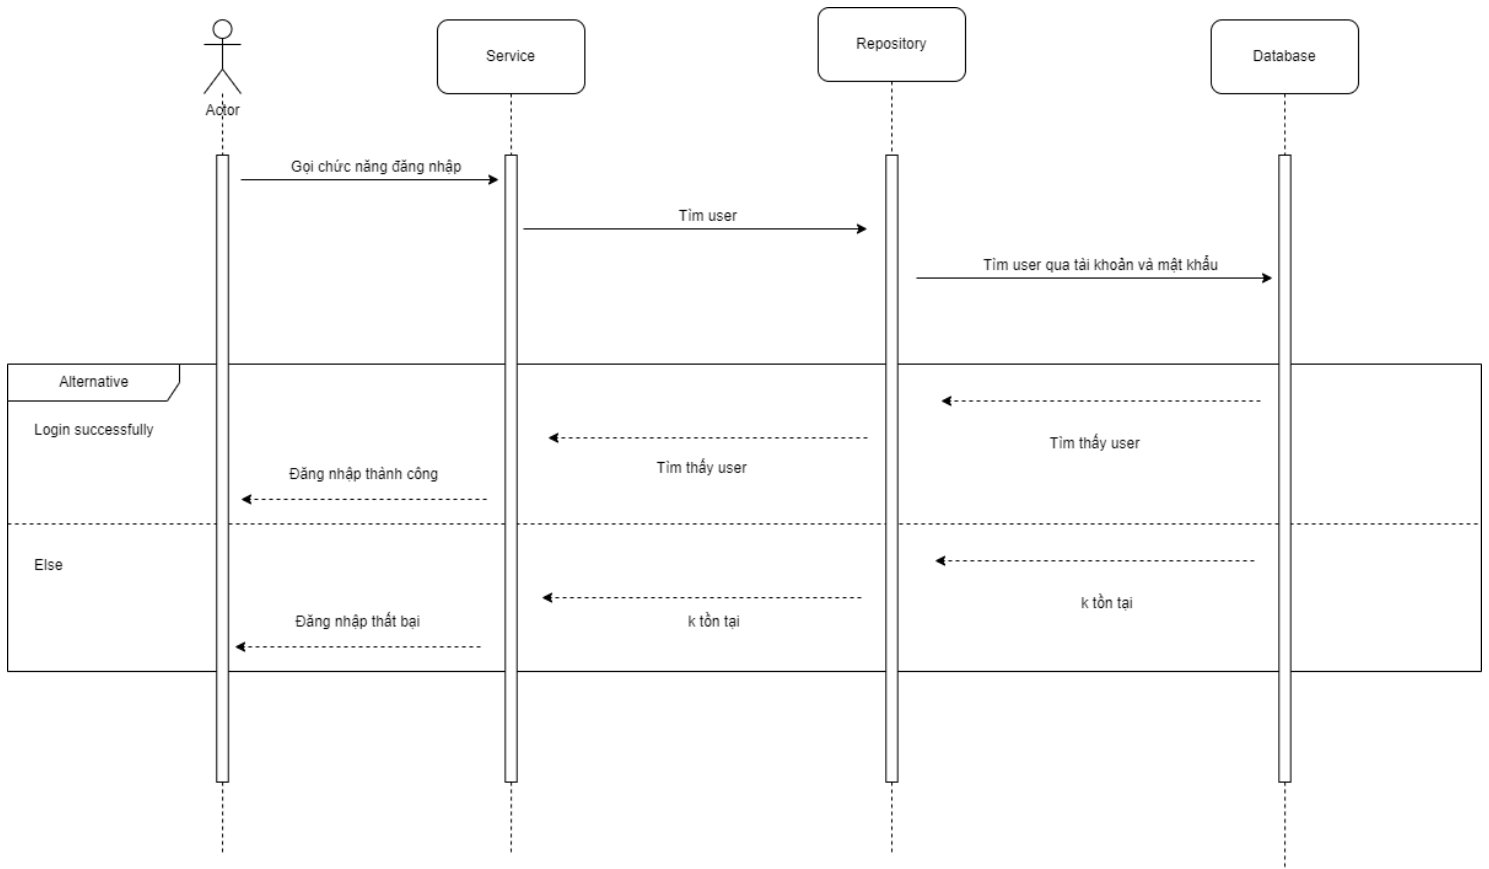 Actor
Service
Repository
Database
Gọi chức năng đăng nhập
Tìm user
Tìm user qua tài khoản và mật khẩu
Alternative
Login successfully
Tìm thấy user
Tìm thấy user
Đăng nhập thành công
Else
k tồn tại
k tồn tại
Đăng nhập thất bại